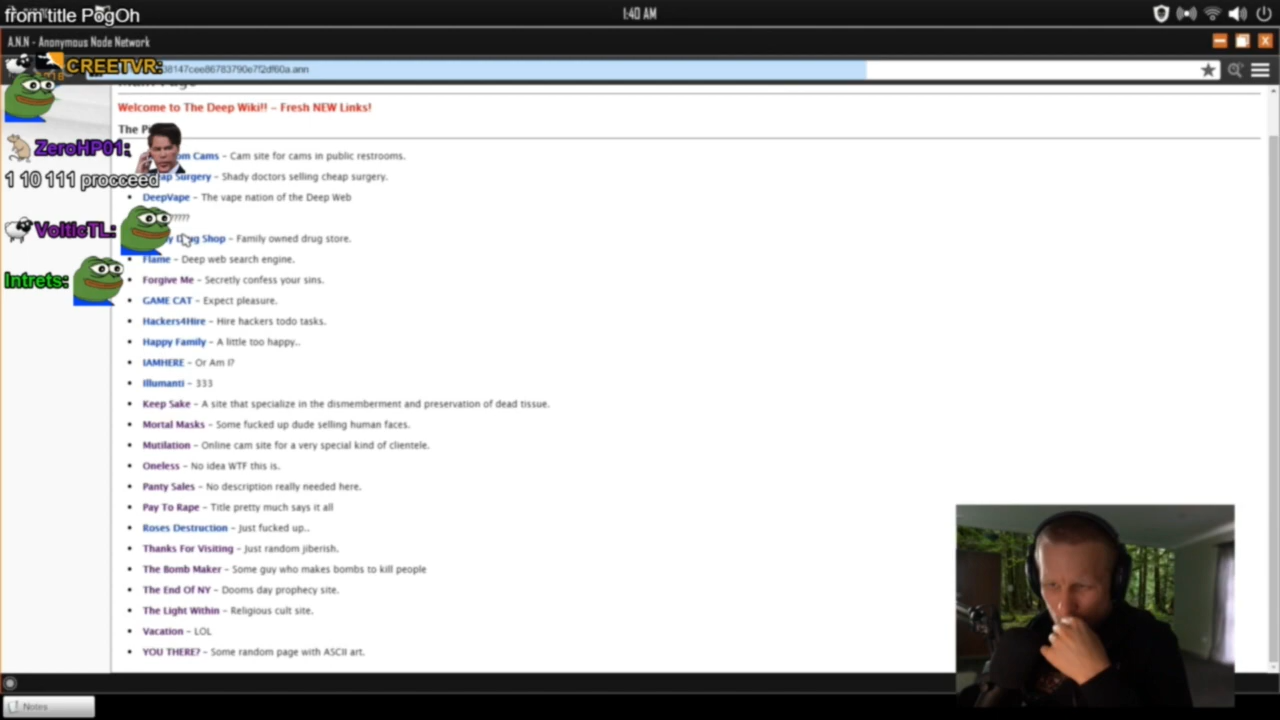 from title PogOh
1:40 AM
A.N.N - Anonymous Node Network
CREETVR:
38147cee86783790e7f2df60a.ann
Welcome to The Deep Wiki!! – Fresh NEW Links!
The
Cams – Cam site for cams in public restrooms.
ZeroHP01:
Surgery – Shady doctors selling cheap surgery.
1 10 111 procceed
DeepVape – The vape nation of the Deep Web
?????
VolticTL:
Drug Shop – Family owned drug store.
Flame – Deep web search engine.
Intrets:
Forgive Me – Secretly confess your sins.
GAME CAT – Expect pleasure.
Hackers4Hire – Hire hackers todo tasks.
Happy Family – A little too happy..
IAMHERE – Or Am I?
Illumanti – 333
Keep Sake – A site that specialize in the dismemberment and preservation of dead tissue.
Mortal Masks – Some fucked up dude selling human faces.
Mutilation – Online cam site for a very special kind of clientele.
Oneless – No idea WTF this is.
Panty Sales – No description really needed here.
Pay To Rape – Title pretty much says it all
Roses Destruction – Just fucked up..
Thanks For Visiting – Just random jiberish.
The Bomb Maker – Some guy who makes bombs to kill people
The End Of NY – Dooms day prophecy site.
The Light Within – Religious cult site.
Vacation – LOL
YOU THERE? – Some random page with ASCII art.
Notes